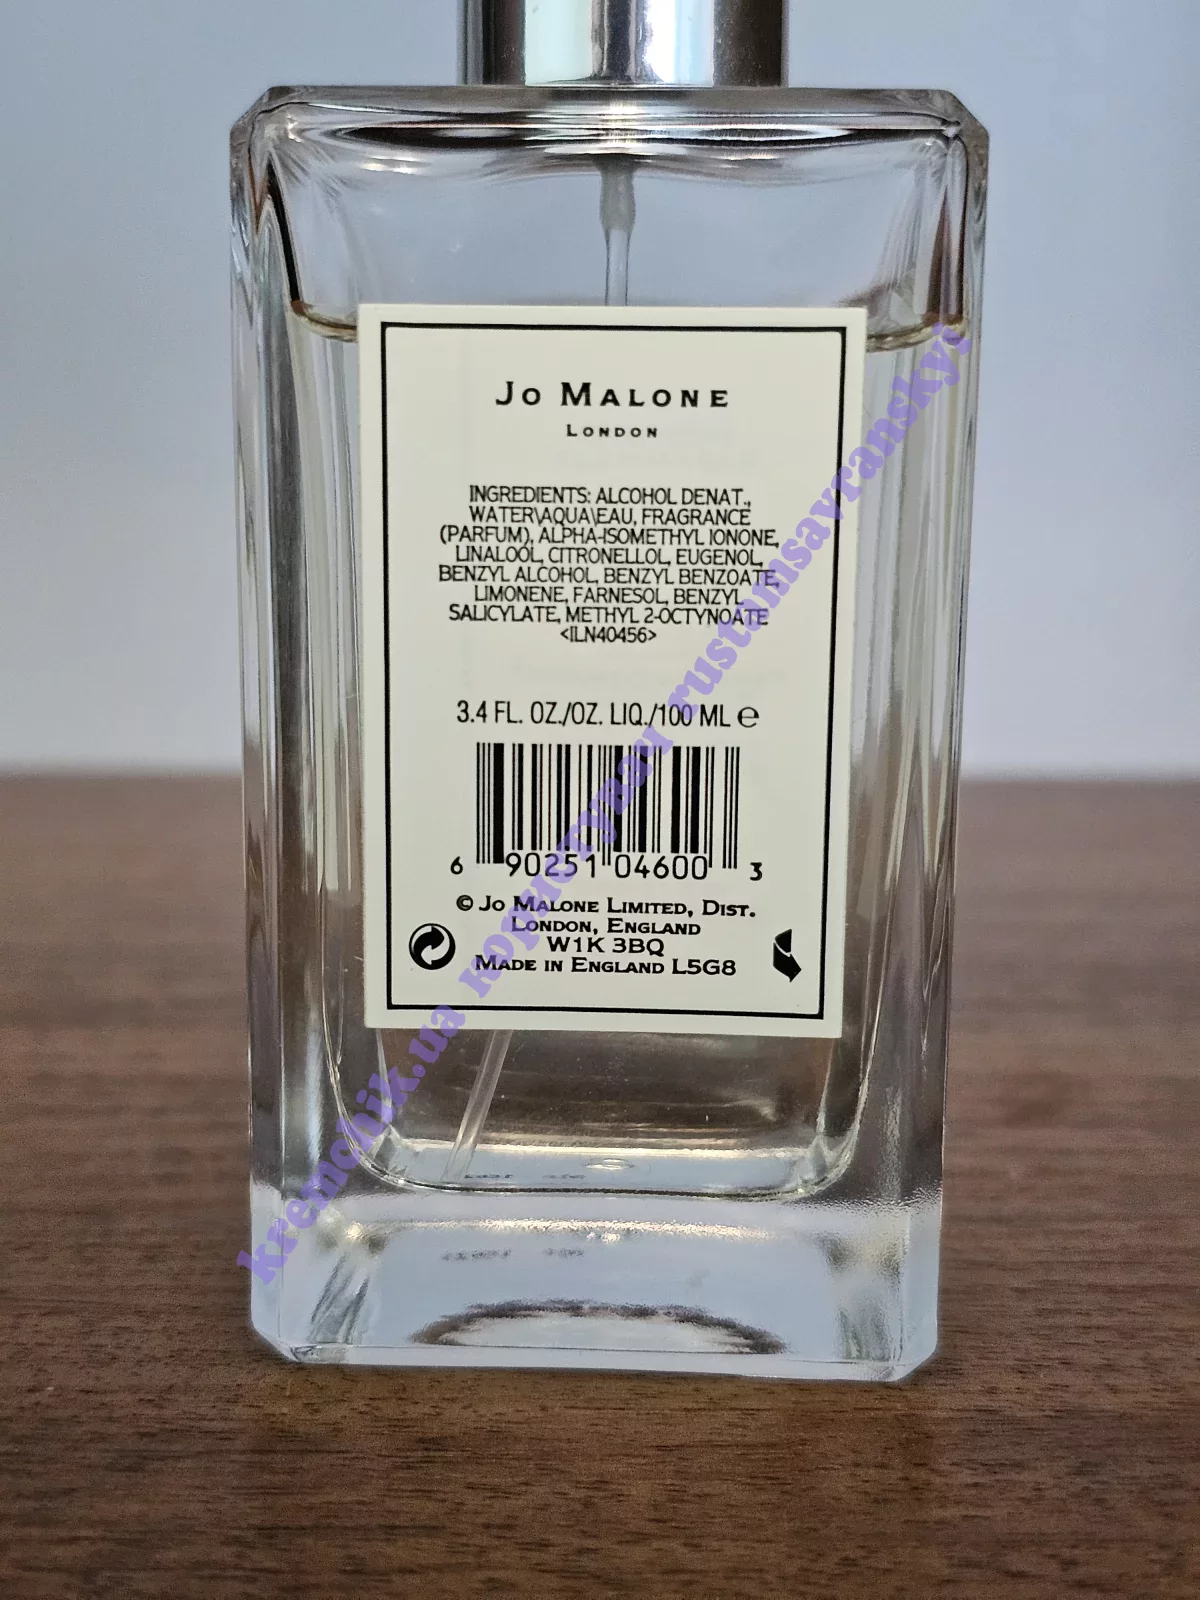 Jo Malone
London
INGREDIENTS: ALCOHOL DENAT.,
WATER\AQUA\EAU, FRAGRANCE
(PARFUM), ALPHA-ISOMETHYL IONONE,
LINALOOL, CITRONELLOL, EUGENOL,
BENZYL ALCOHOL, BENZYL BENZOATE,
LIMONENE, FARNESOL, BENZYL
SALICYLATE, METHYL 2-OCTYNOATE
<ILN40456>
3.4 FL. OZ./OZ. LIQ./100 ML ℮
6 90251 04600 3
© Jo Malone Limited, Dist.
London, England
W1K 3BQ
Made in England L5G8
kremchik.ua користувач rustamsavranskyi